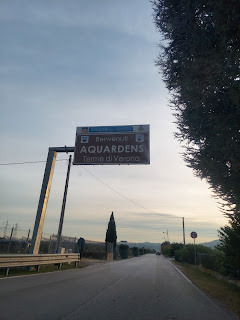 Benvenuti
AQUARDENS
Terme di Verona